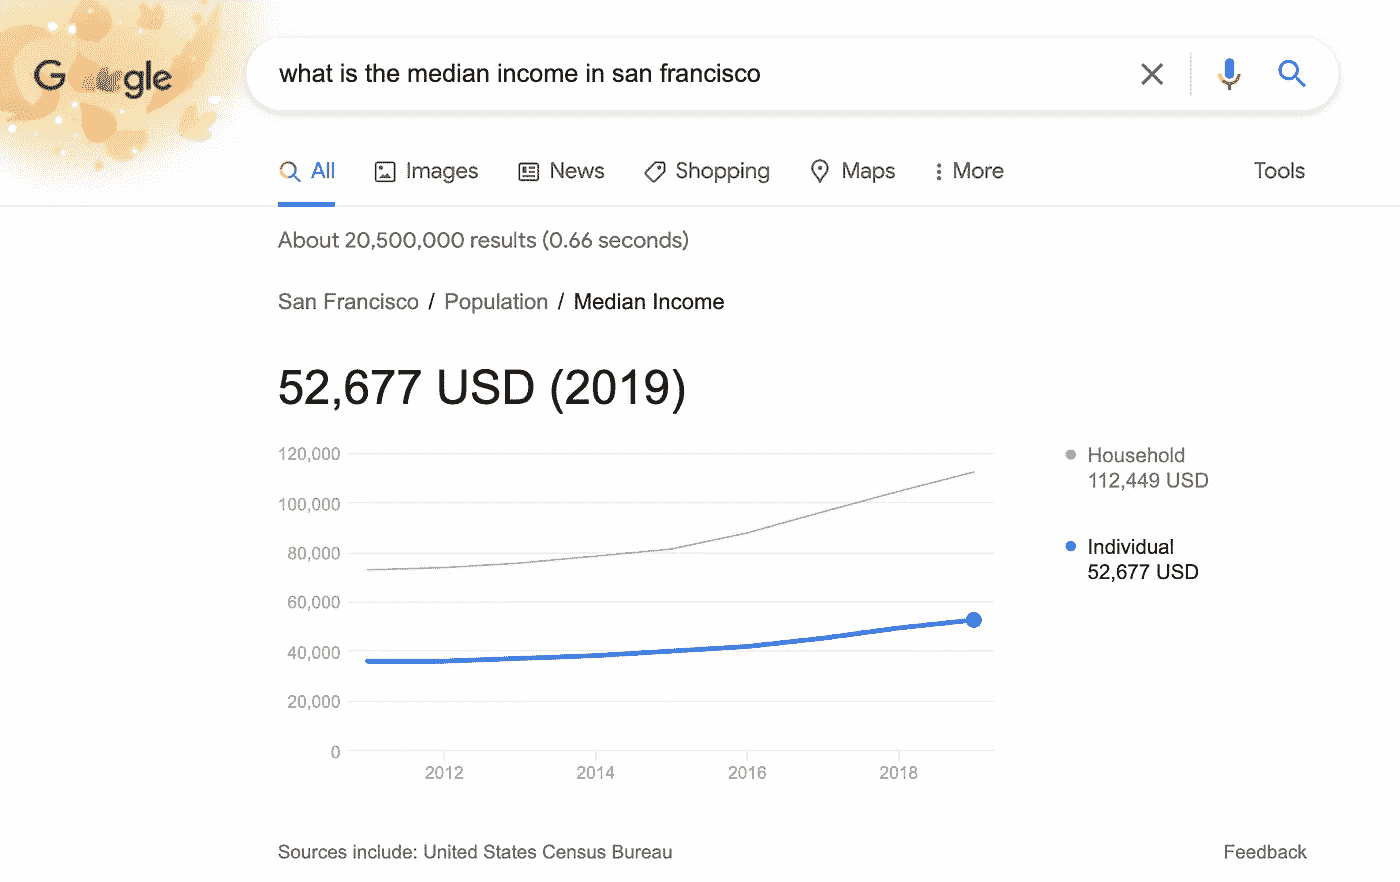 Google
what is the median income in san francisco
All Images News Shopping Maps More Tools
About 20,500,000 results (0.66 seconds)
San Francisco / Population / Median Income
52,677 USD (2019)
120,000
100,000
80,000
60,000
40,000
20,000
0
2012 2014 2016 2018
Household
112,449 USD
Individual
52,677 USD
Sources include: United States Census Bureau
Feedback